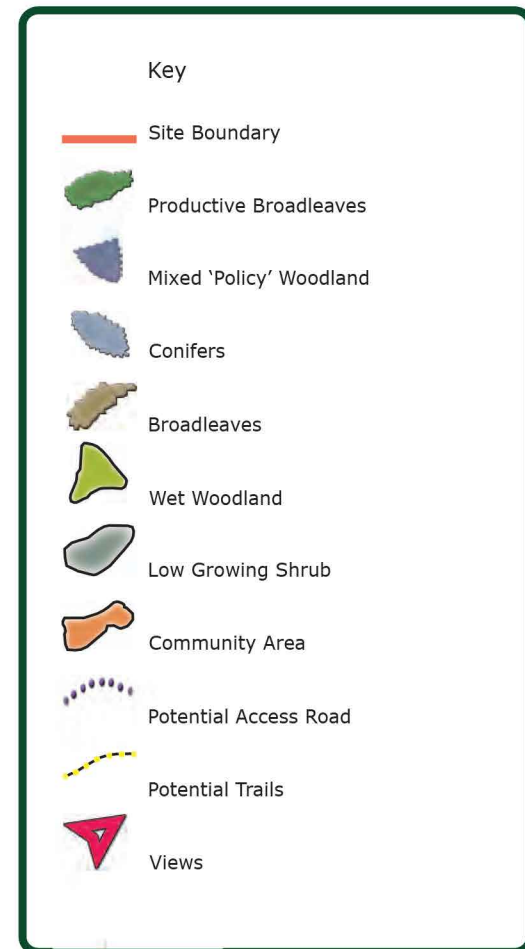 Key
Site Boundary
Productive Broadleaves
Mixed ‘Policy’ Woodland
Conifers
Broadleaves
Wet Woodland
Low Growing Shrub
Community Area
Potential Access Road
Potential Trails
Views